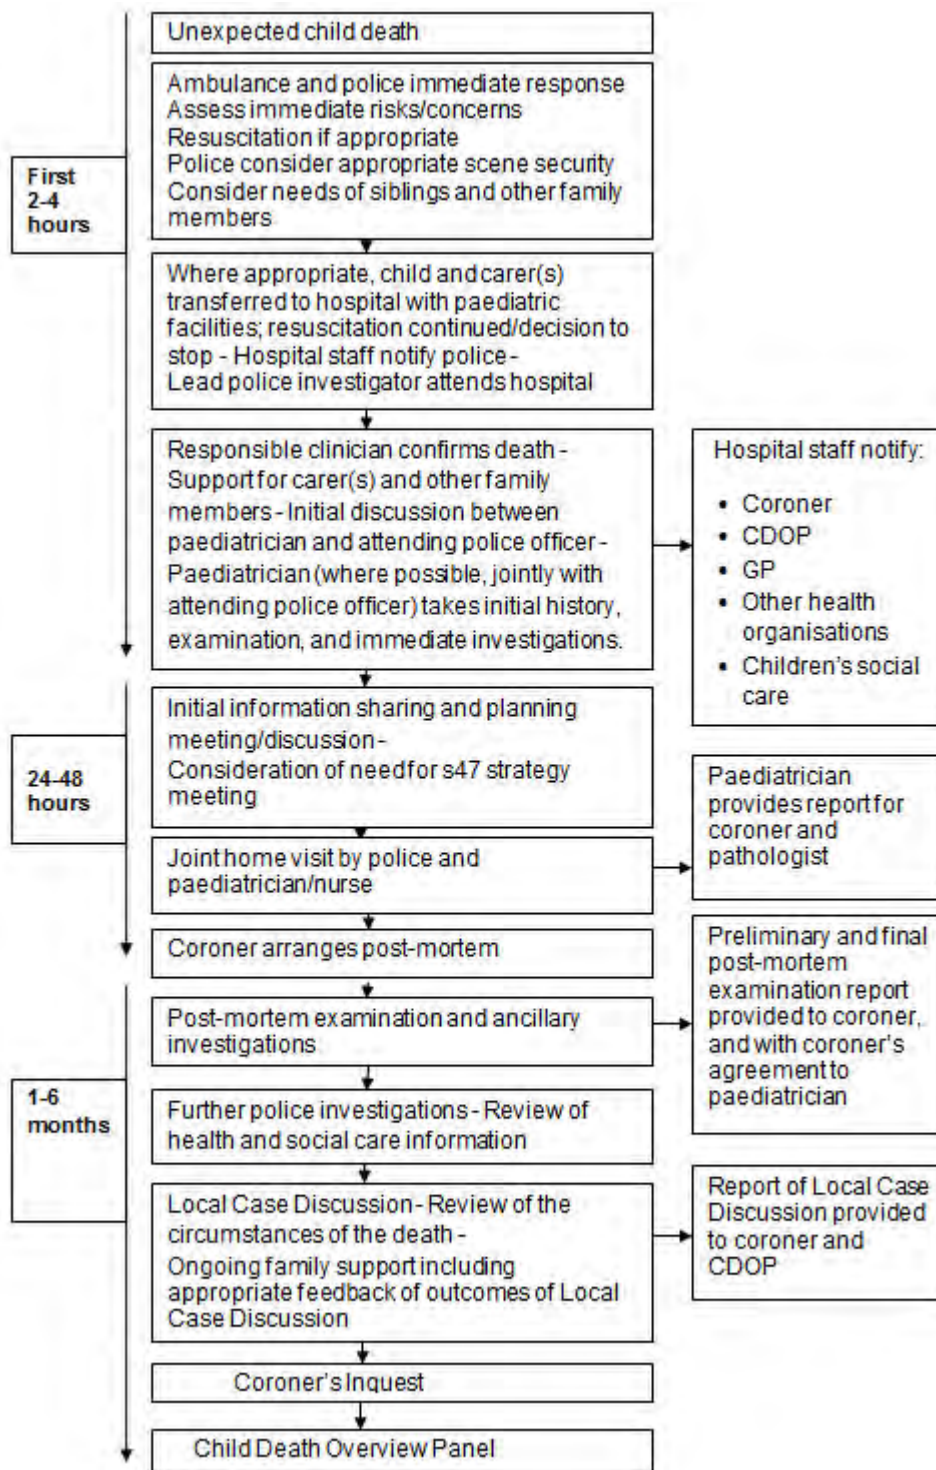 Unexpected child death
Ambulance and police immediate response
Assess immediate risks/concerns
Resuscitation if appropriate
Police consider appropriate scene security
Consider needs of siblings and other family
members
First
2-4
hours
Where appropriate, child and carer(s)
transferred to hospital with paediatric
facilities; resuscitation continued/decision to
stop - Hospital staff notify police -
Lead police investigator attends hospital
Responsible clinician confirms death -
Support for carer(s) and other family
members - Initial discussion between
paediatrician and attending police officer -
Paediatrician (where possible, jointly with
attending police officer) takes initial history,
examination, and immediate investigations.
Hospital staff notify:
• Coroner
• CDOP
• GP
• Other health
organisations
• Children's social
care
24-48
hours
Initial information sharing and planning
meeting/discussion -
Consideration of need for s47 strategy
meeting
Joint home visit by police and
paediatrician/nurse
Paediatrician
provides report for
coroner and
pathologist
Coroner arranges post-mortem
1-6
months
Post-mortem examination and ancillary
investigations
Preliminary and final
post-mortem
examination report
provided to coroner,
and with coroner's
agreement to
paediatrician
Further police investigations - Review of
health and social care information
Local Case Discussion - Review of the
circumstances of the death -
Ongoing family support including
appropriate feedback of outcomes of Local
Case Discussion
Report of Local Case
Discussion provided
to coroner and
CDOP
Coroner's Inquest
Child Death Overview Panel